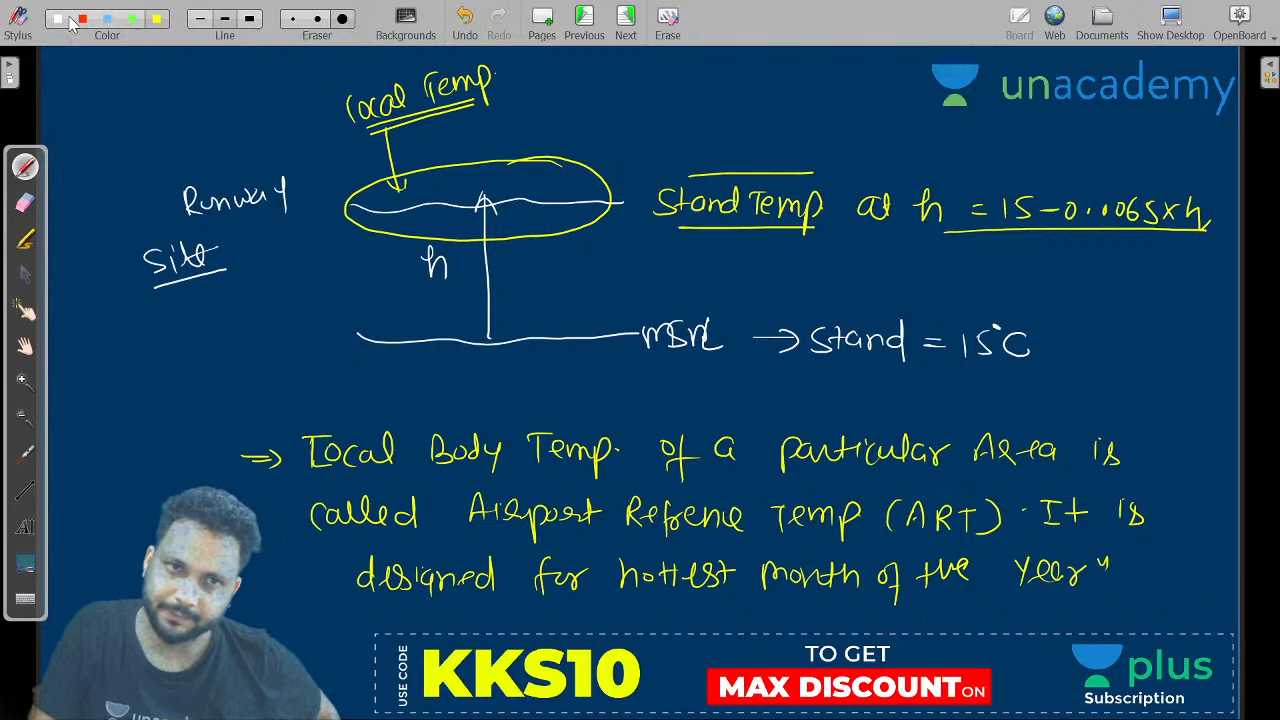 Stylus
Color
Line
Eraser
Backgrounds
Undo
Redo
Pages
Previous
Next
Erase
Board
Web
Documents
Show Desktop
OpenBoard
unacademy
local Temp.
Runway
Site
Stand Temp at h = 15-0.0065×h
h
MSL → Stand = 15°C
⇒ Local Body Temp. of a particular Area is
called Airport Refrence Temp (ART). It is
designed for hottest month of the year"
USE CODE
KKS10
TO GET
MAX DISCOUNT ON
plus
Subscription
unacademy